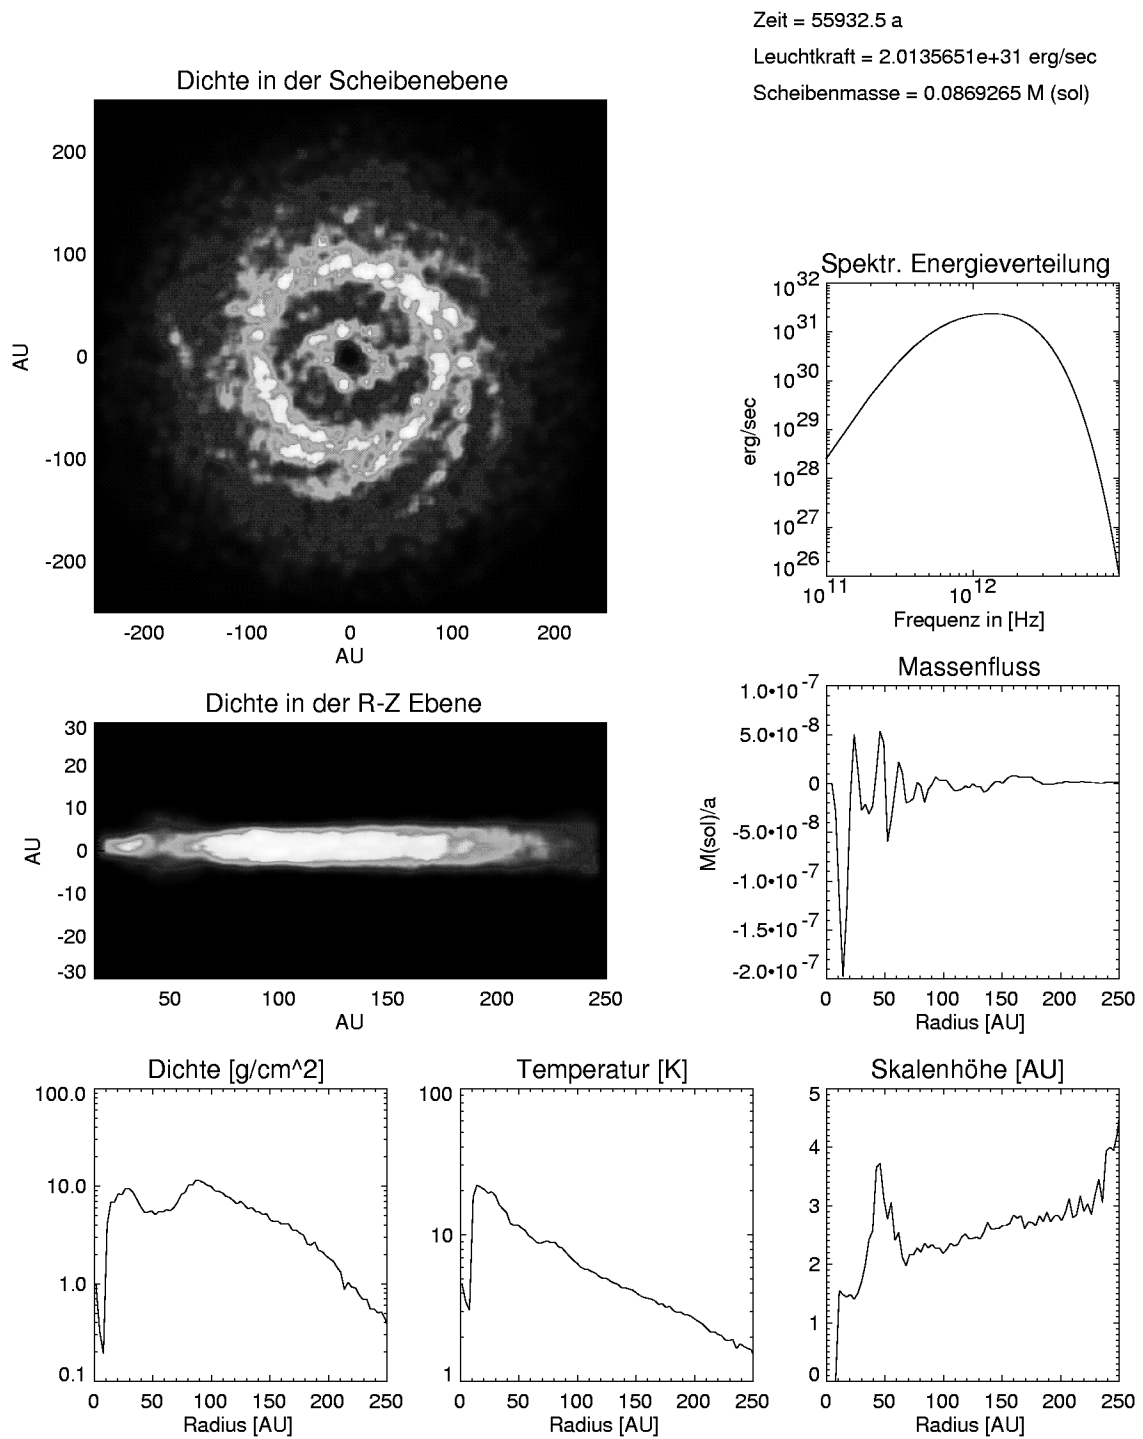 Zeit = 55932.5 a
Leuchtkraft = 2.0135651e+31 erg/sec
Scheibenmasse = 0.0869265 M (sol)
Dichte in der Scheibenebene
200
100
0
-100
-200
AU
-200 -100 0 100 200
AU
Spektr. Energieverteilung
10^32
10^31
10^30
10^29
10^28
10^27
10^26
erg/sec
10^11 10^12
Frequenz in [Hz]
Dichte in der R-Z Ebene
30
20
10
0
-10
-20
-30
AU
50 100 150 200 250
AU
Massenfluss
1.0•10^-7
5.0•10^-8
0
-5.0•10^-8
-1.0•10^-7
-1.5•10^-7
-2.0•10^-7
M(sol)/a
0 50 100 150 200 250
Radius [AU]
Dichte [g/cm^2]
100.0
10.0
1.0
0.1
0 50 100 150 200 250
Radius [AU]
Temperatur [K]
100
10
1
0 50 100 150 200 250
Radius [AU]
Skalenhöhe [AU]
5
4
3
2
1
0
0 50 100 150 200 250
Radius [AU]